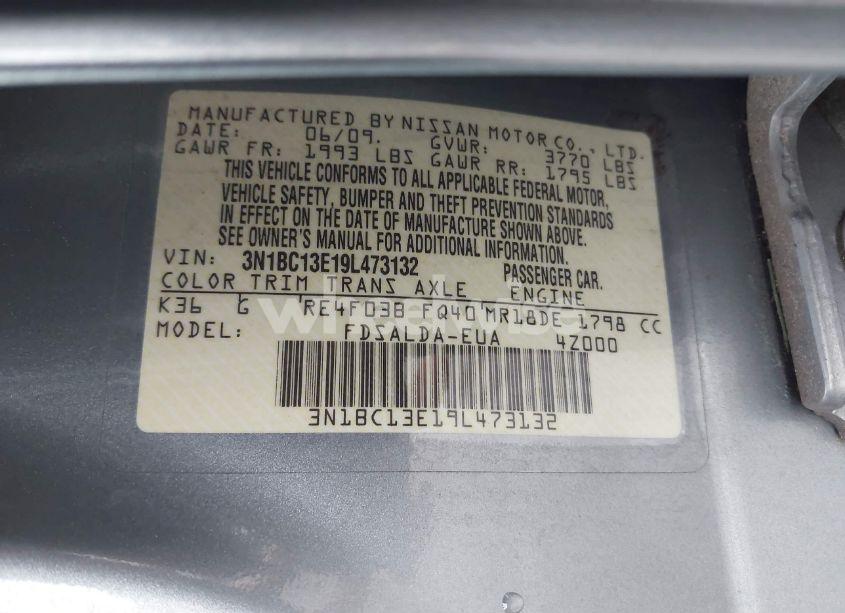 MANUFACTURED BY NISSAN MOTOR CO., LTD.
DATE: 06/09. GVWR: 3770 LBS
GAWR FR: 1993 LBS GAWR RR: 1795 LBS
THIS VEHICLE CONFORMS TO ALL APPLICABLE FEDERAL MOTOR
VEHICLE SAFETY, BUMPER AND THEFT PREVENTION STANDARDS
IN EFFECT ON THE DATE OF MANUFACTURE SHOWN ABOVE.
SEE OWNER'S MANUAL FOR ADDITIONAL INFORMATION.
VIN: 3N1BC13E19L473132 PASSENGER CAR.
COLOR TRIM TRANS AXLE ENGINE
K36 G RE4F03B FQ40 MR18DE 1798 CC
MODEL: FDSALDA-EUA 4Z000
3N1BC13E19L473132